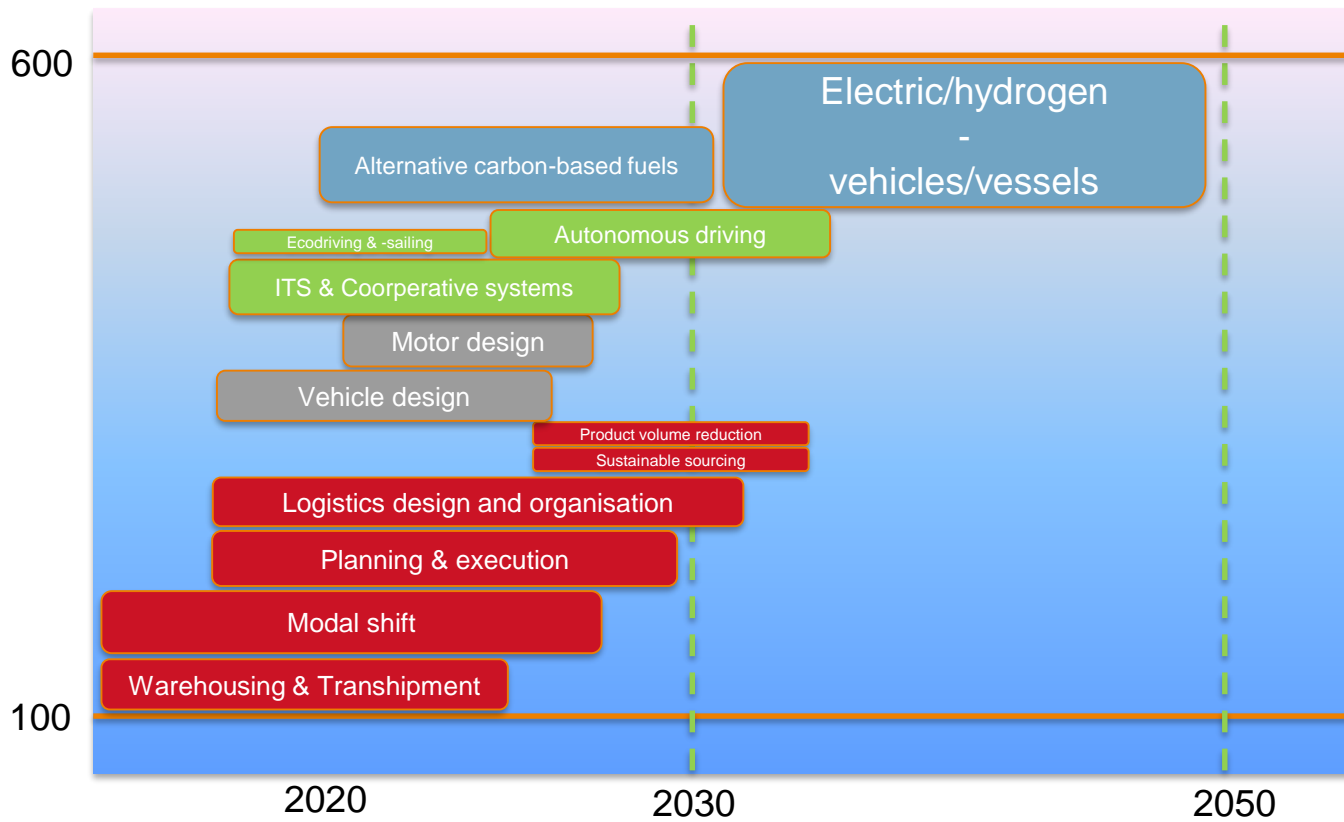 600
Electric/hydrogen
-
vehicles/vessels
Alternative carbon-based fuels
Autonomous driving
Ecodriving & -sailing
ITS & Coorperative systems
Motor design
Vehicle design
Product volume reduction
Sustainable sourcing
Logistics design and organisation
Planning & execution
Modal shift
Warehousing & Transhipment
100
2020
2030
2050